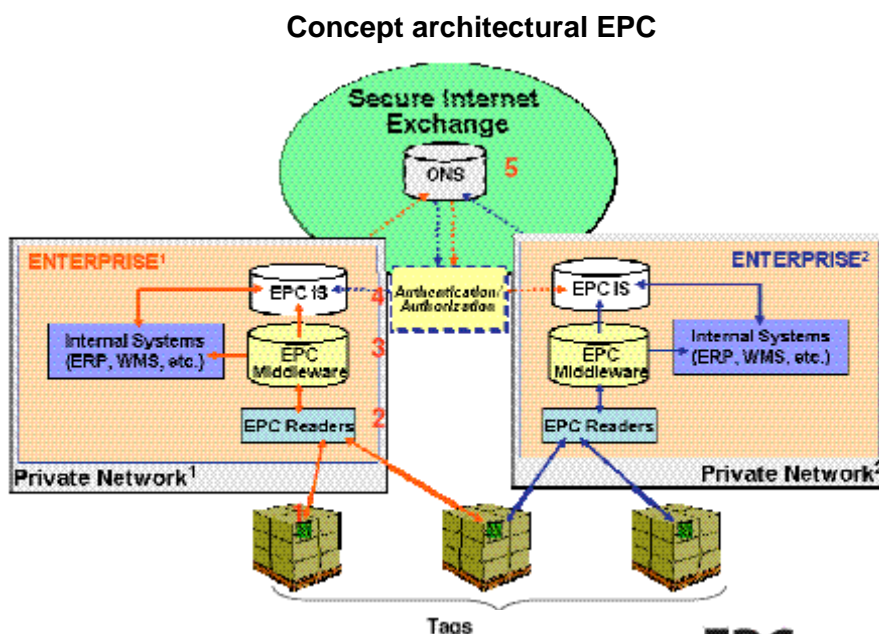 Concept architectural EPC
Secure Internet
Exchange
ONS
5
ENTERPRISE¹
ENTERPRISE²
EPC IS
4
Authentication/
Authorization
EPC IS
Internal Systems
(ERP, WMS, etc.)
EPC
Middleware
3
EPC
Middleware
Internal Systems
(ERP, WMS, etc.)
EPC Readers
2
EPC Readers
Private Network¹
Private Network²
1
Tags